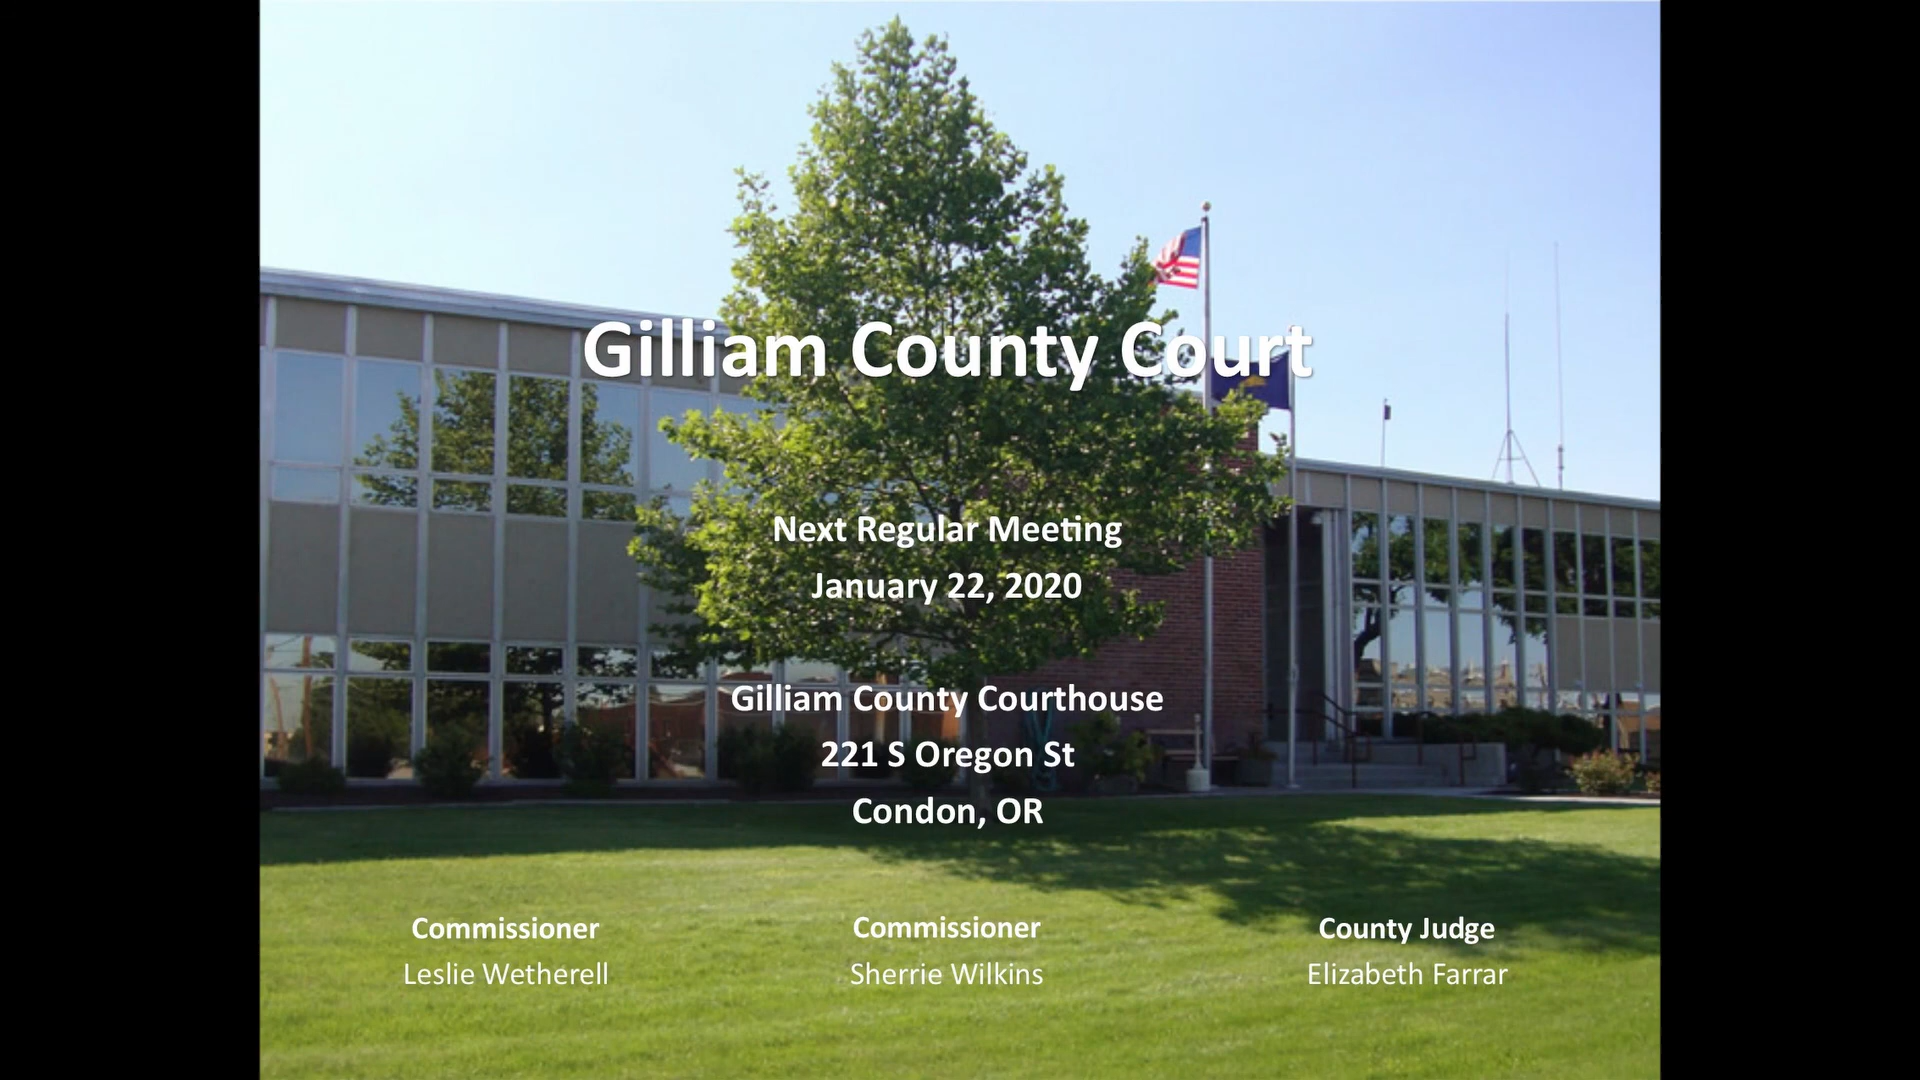 Gilliam County Court
Next Regular Meeting
January 22, 2020
Gilliam County Courthouse
221 S Oregon St
Condon, OR
Commissioner
Leslie Wetherell
Commissioner
Sherrie Wilkins
County Judge
Elizabeth Farrar